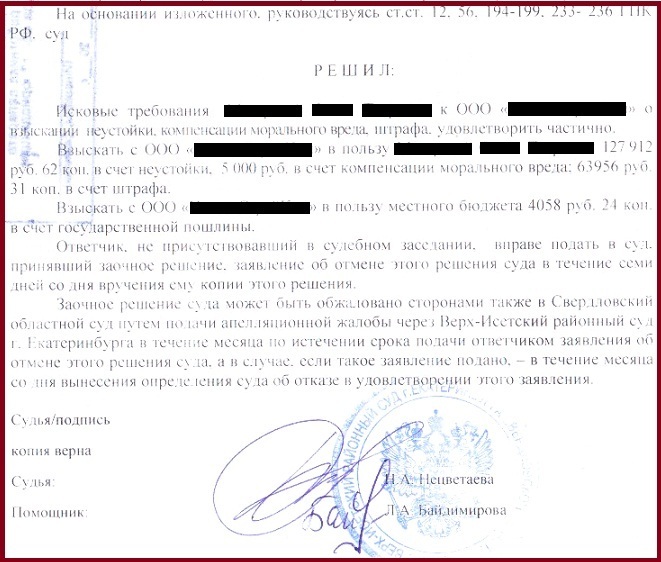 На основании изложенного, руководствуясь ст.ст. 12, 56, 194-199, 233- 236 ГПК
РФ, суд
Р Е Ш И Л:
Исковые требования к ООО « » о
взыскании неустойки, компенсации морального вреда, штрафа, удовлетворить частично.
Взыскать с ООО « » в пользу 127 912
руб. 62 коп. в счет неустойки, 5 000 руб. в счет компенсации морального вреда; 63956 руб.
31 коп. в счет штрафа.
Взыскать с ООО « » в пользу местного бюджета 4058 руб. 24 коп.
в счет государственной пошлины.
Ответчик, не присутствовавший в судебном заседании, вправе подать в суд,
принявший заочное решение, заявление об отмене этого решения суда в течение семи
дней со дня вручения ему копии этого решения.
Заочное решение суда может быть обжаловано сторонами также в Свердловский
областной суд путем подачи апелляционной жалобы через Верх-Исетский районный суд
г. Екатеринбурга в течение месяца по истечении срока подачи ответчиком заявления об
отмене этого решения суда, а в случае, если такое заявление подано, – в течение месяца
со дня вынесения определения суда об отказе в удовлетворении этого заявления.
Судья/подпись
копия верна
Судья: Н.А. Нецветаева
Помощник: Л.А. Байдимирова